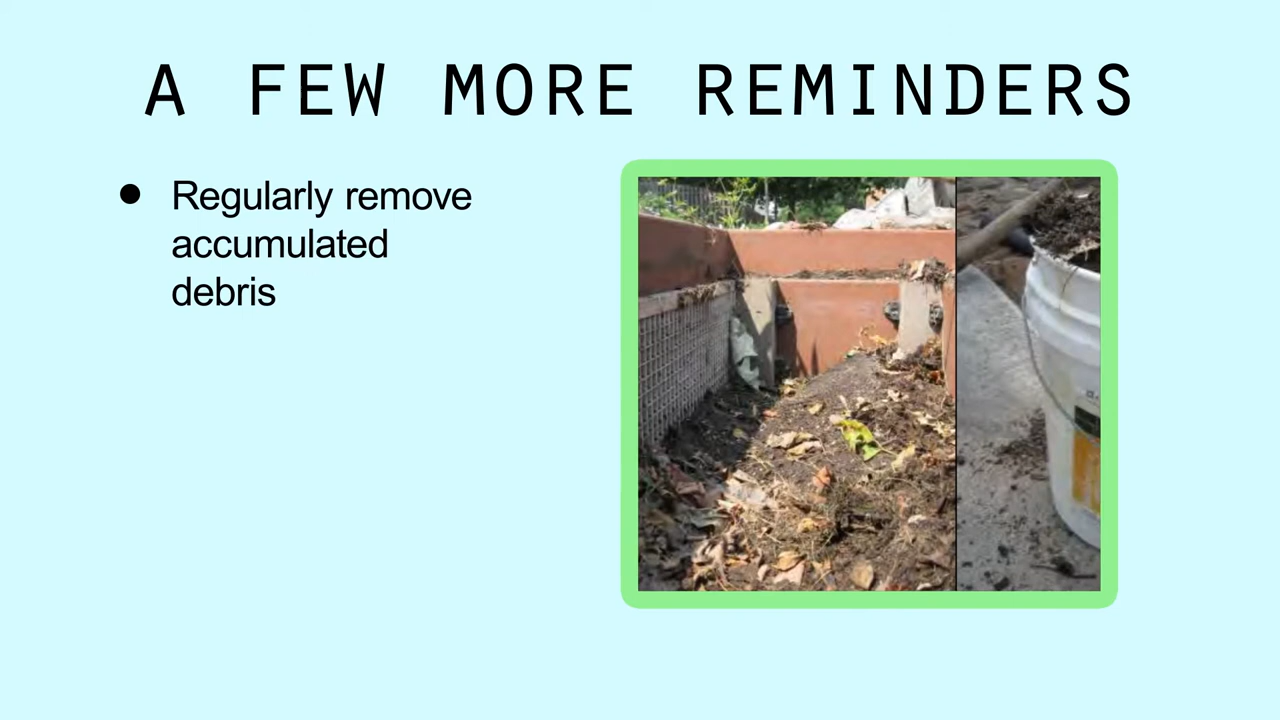 A FEW MORE REMINDERS
● Regularly remove
accumulated
debris